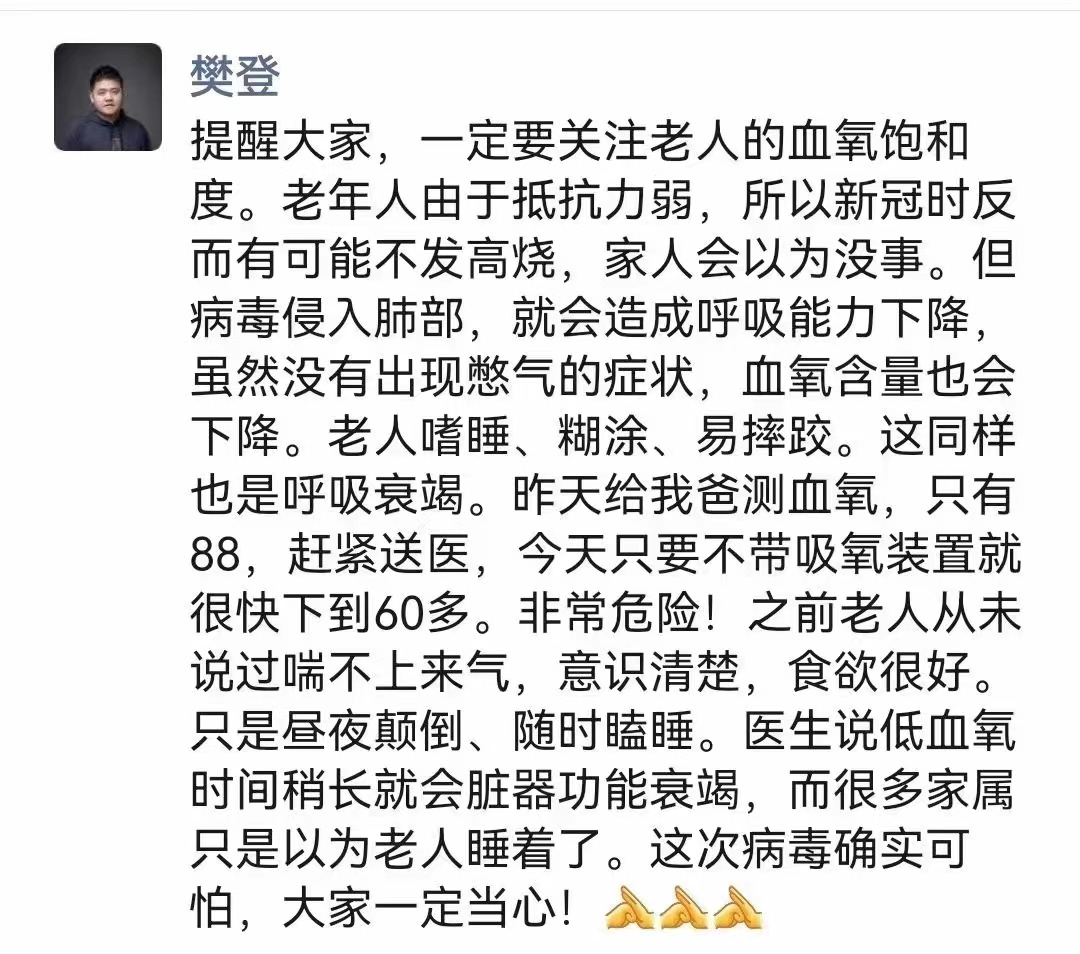 樊登
提醒大家，一定要关注老人的血氧饱和
度。老年人由于抵抗力弱，所以新冠时反
而有可能不发高烧，家人会以为没事。但
病毒侵入肺部，就会造成呼吸能力下降，
虽然没有出现憋气的症状，血氧含量也会
下降。老人嗜睡、糊涂、易摔跤。这同样
也是呼吸衰竭。昨天给我爸测血氧，只有
88，赶紧送医，今天只要不带吸氧装置就
很快下到60多。非常危险！之前老人从未
说过喘不上来气，意识清楚，食欲很好。
只是昼夜颠倒、随时瞌睡。医生说低血氧
时间稍长就会脏器功能衰竭，而很多家属
只是以为老人睡着了。这次病毒确实可
怕，大家一定当心！